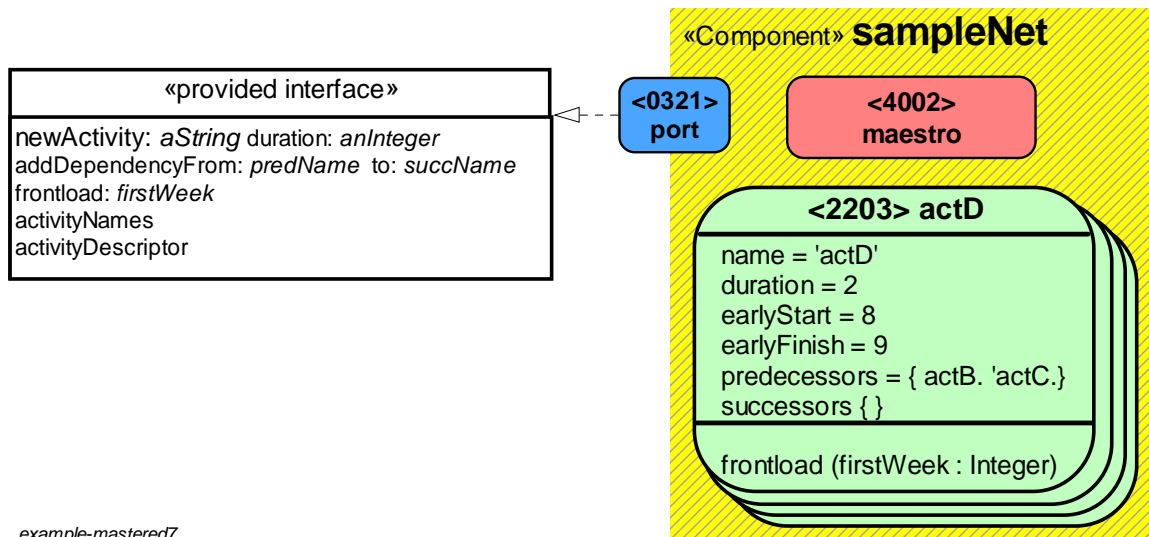 «Component» sampleNet
«provided interface»
newActivity: aString duration: anInteger
addDependencyFrom: predName to: succName
frontload: firstWeek
activityNames
activityDescriptor
<0321>
port
<4002>
maestro
<2203> actD
name = 'actD'
duration = 2
earlyStart = 8
earlyFinish = 9
predecessors = { actB. 'actC.}
successors { }
frontload (firstWeek : Integer)
example-mastered7